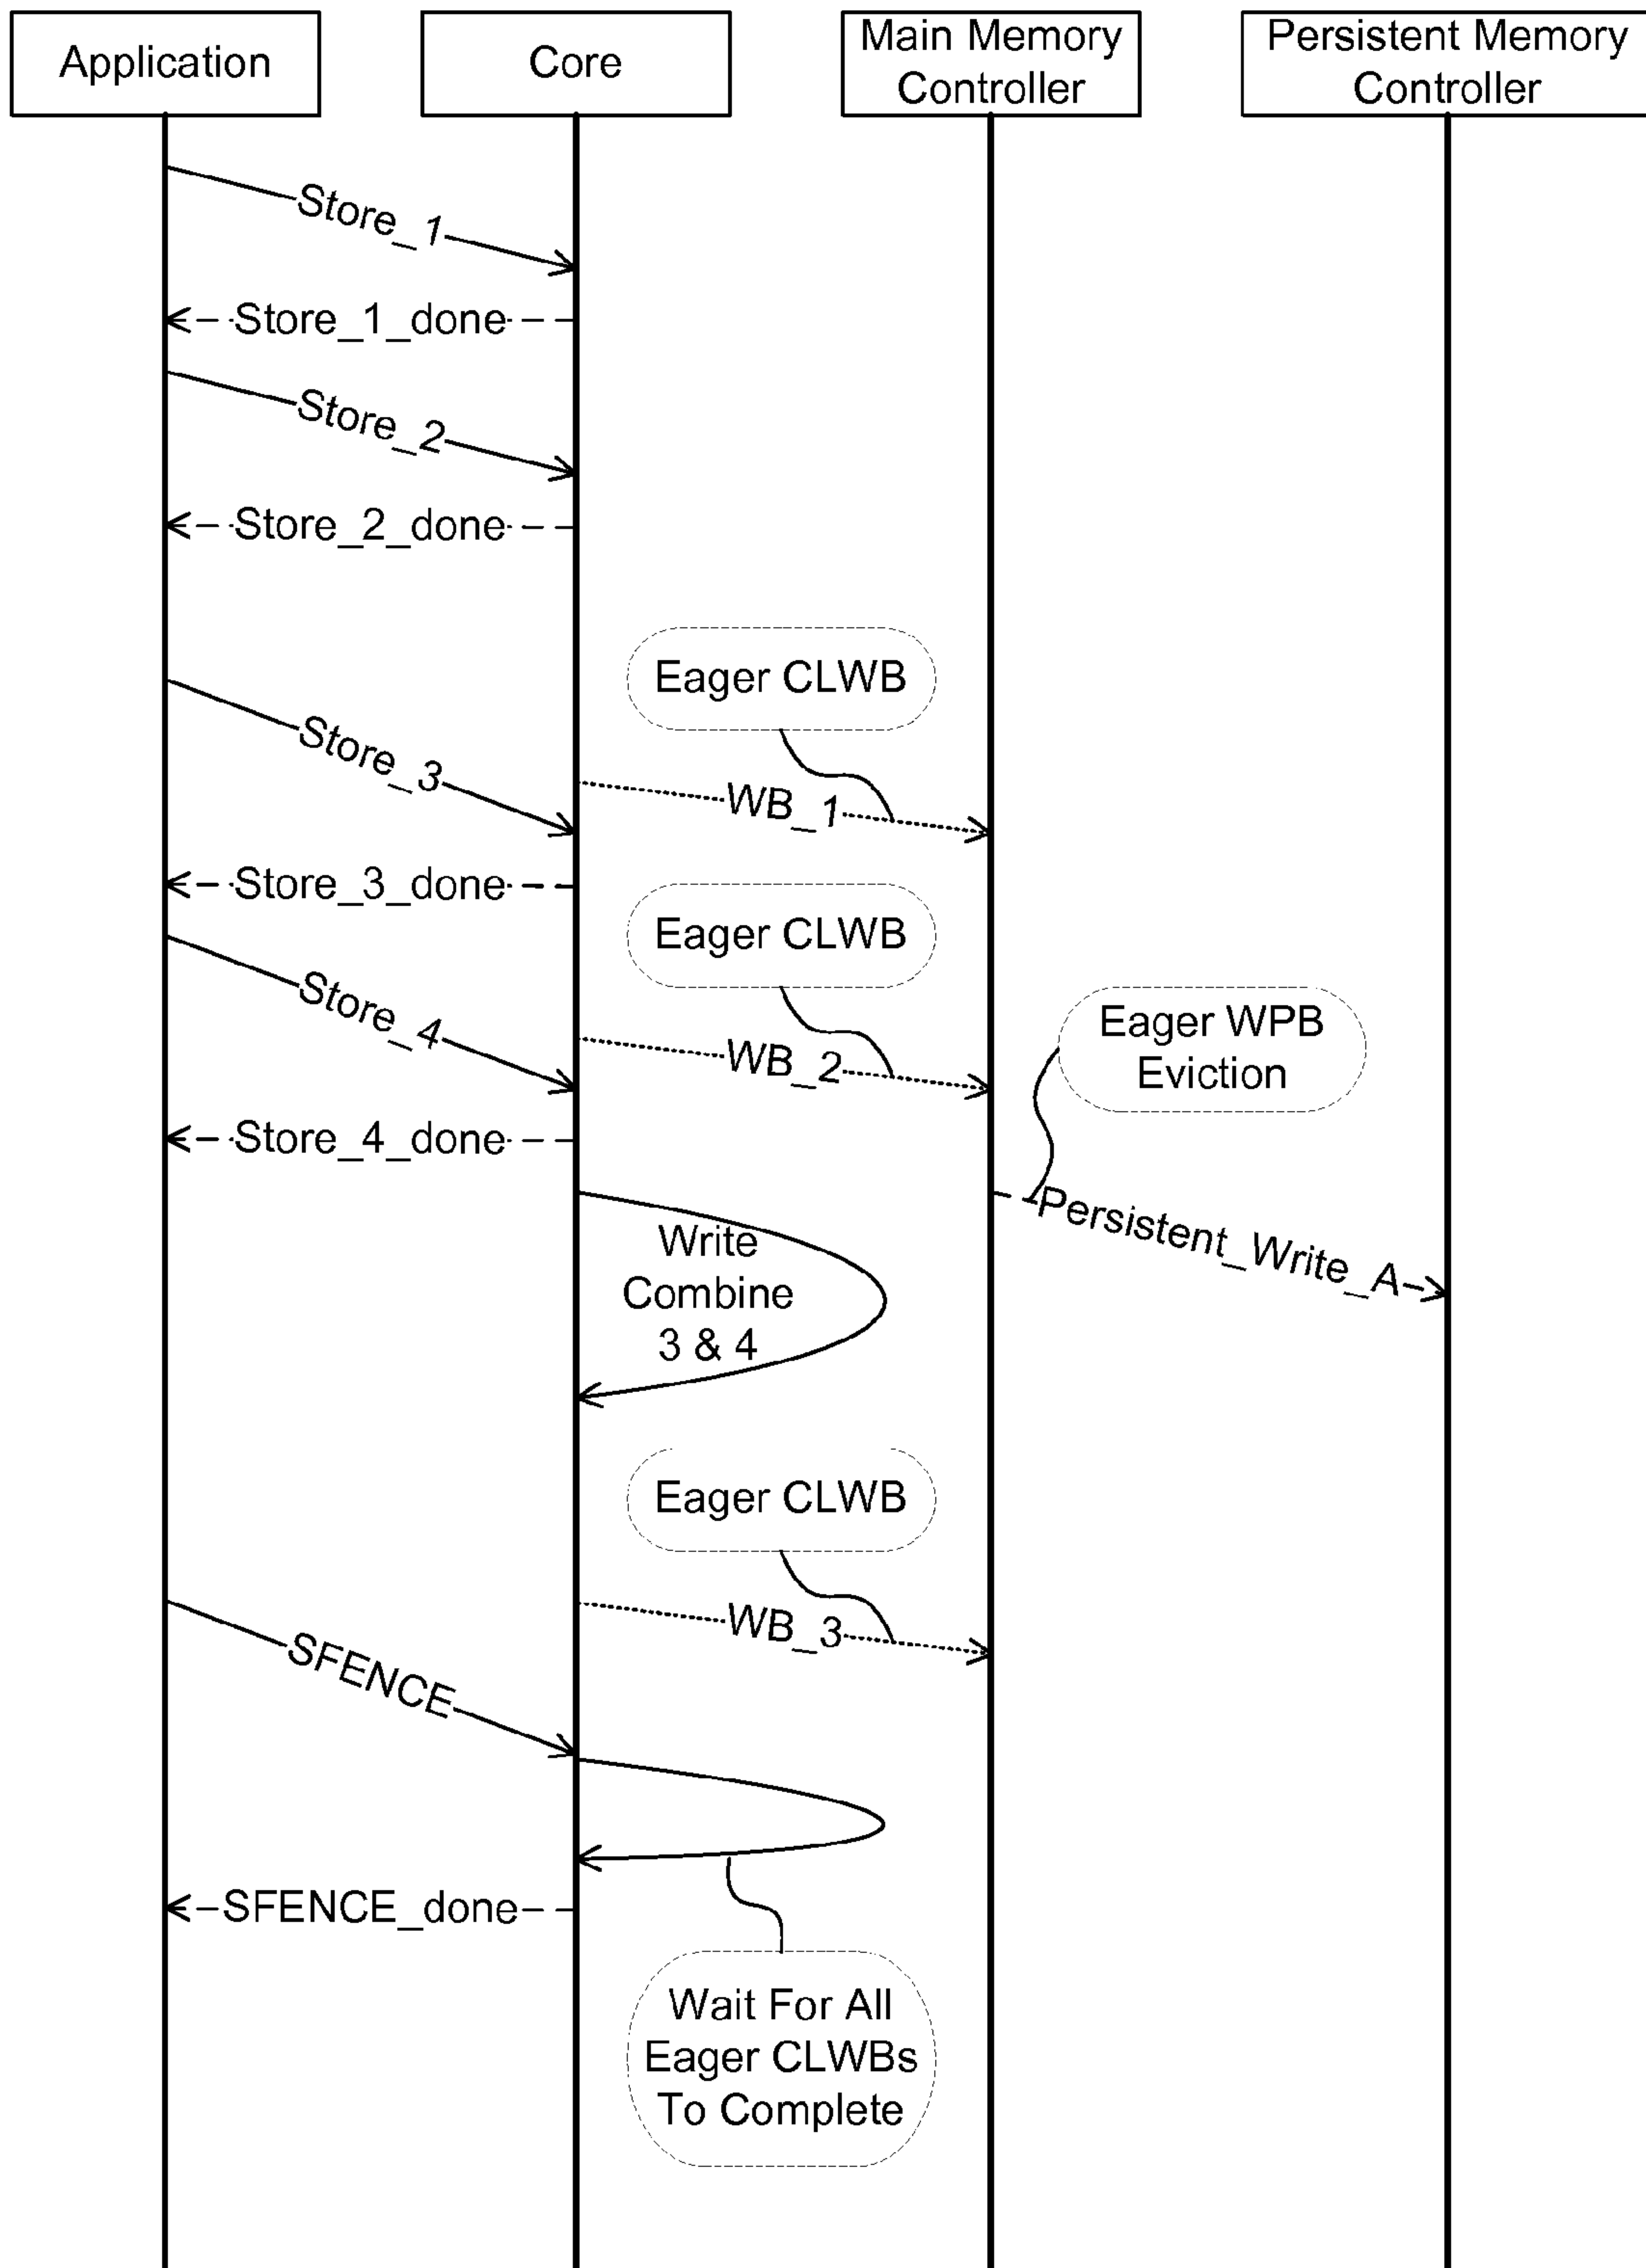 Application
Core
Main Memory
Controller
Persistent Memory
Controller
Store_1
Store_1_done
Store_2
Store_2_done
Eager CLWB
Store_3
WB_1
Store_3_done
Eager CLWB
Store_4
WB_2
Eager WPB
Eviction
Store_4_done
Persistent_Write_A
Write
Combine
3 & 4
Eager CLWB
WB_3
SFENCE
SFENCE_done
Wait For All
Eager CLWBs
To Complete